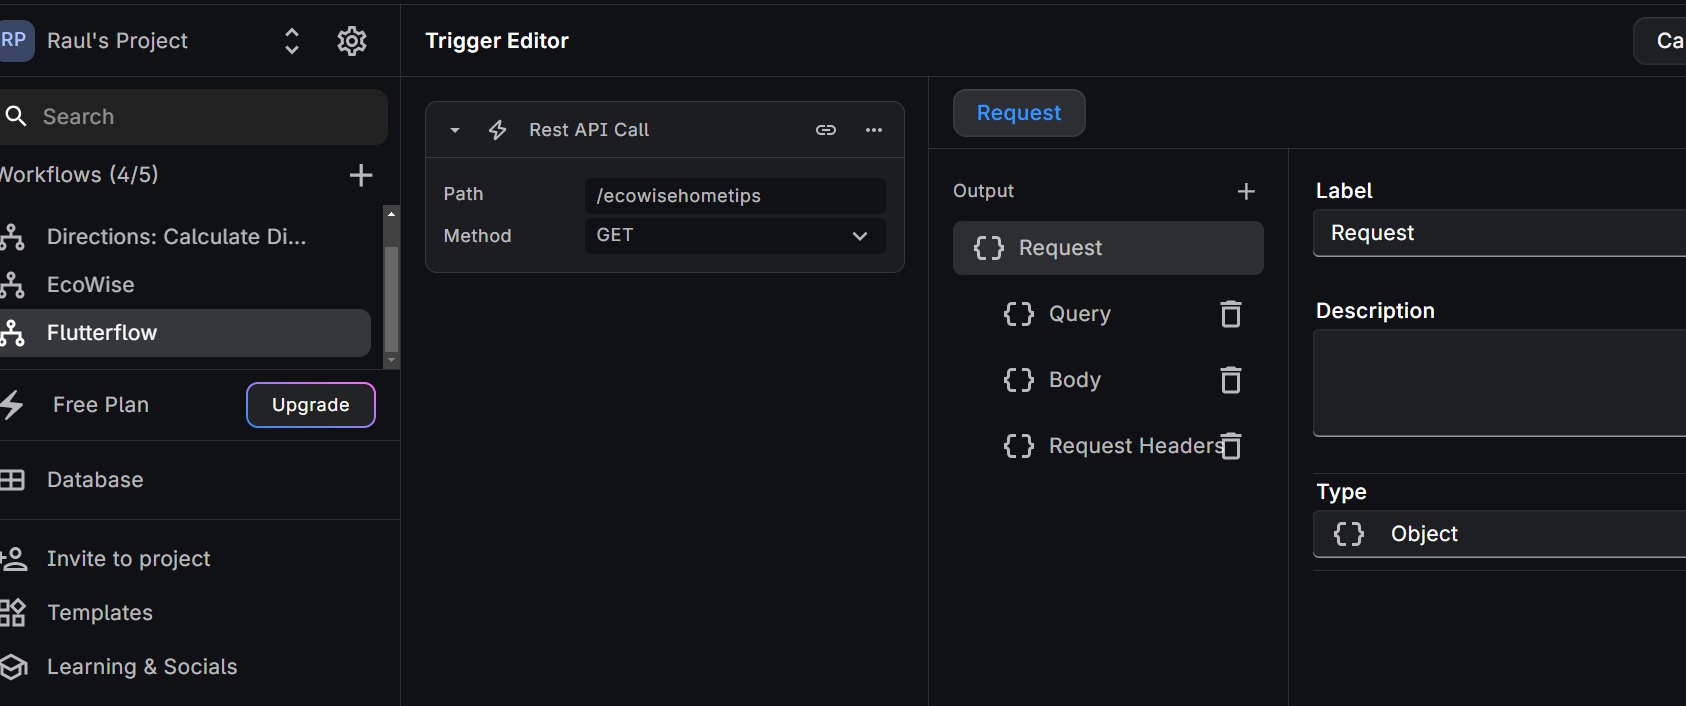 RP Raul's Project
Search
Workflows (4/5)
Directions: Calculate Di...
EcoWise
Flutterflow
Free Plan Upgrade
Database
Invite to project
Templates
Learning & Socials
Trigger Editor
Ca
Rest API Call
Path /ecowisehometips
Method GET
Request
Output
Request
Query
Body
Request Headers
Label
Request
Description
Type
Object